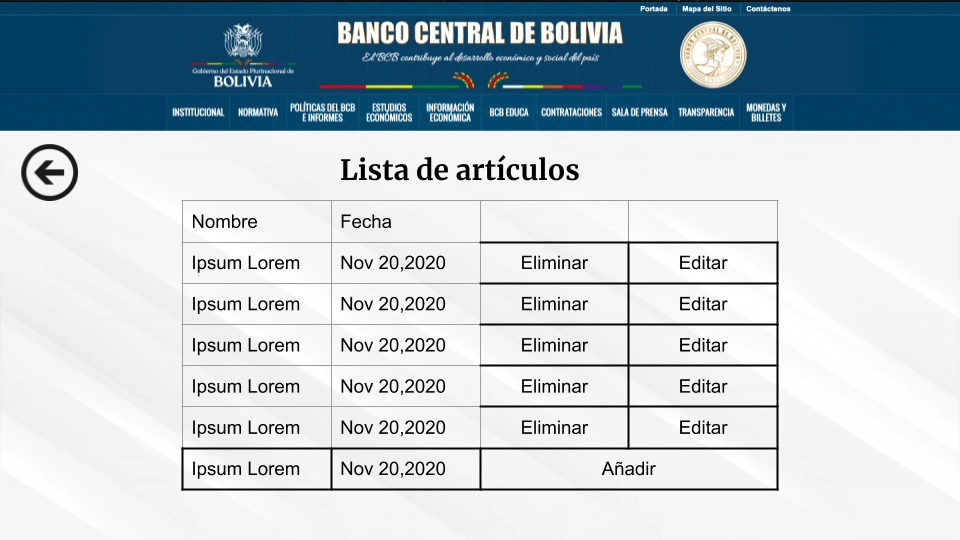 Portada Mapa del Sitio Contáctenos
BANCO CENTRAL DE BOLIVIA
El BCB contribuye al desarrollo económico y social del país
Gobierno del Estado Plurinacional de
BOLIVIA
BANCO CENTRAL DE BOLIVIA
INSTITUCIONAL NORMATIVA POLÍTICAS DEL BCB E INFORMES ESTUDIOS ECONÓMICOS INFORMACIÓN ECONÓMICA BCB EDUCA CONTRATACIONES SALA DE PRENSA TRANSPARENCIA MONEDAS Y BILLETES
Lista de artículos
Nombre Fecha
Ipsum Lorem Nov 20,2020 Eliminar Editar
Ipsum Lorem Nov 20,2020 Eliminar Editar
Ipsum Lorem Nov 20,2020 Eliminar Editar
Ipsum Lorem Nov 20,2020 Eliminar Editar
Ipsum Lorem Nov 20,2020 Eliminar Editar
Ipsum Lorem Nov 20,2020 Añadir